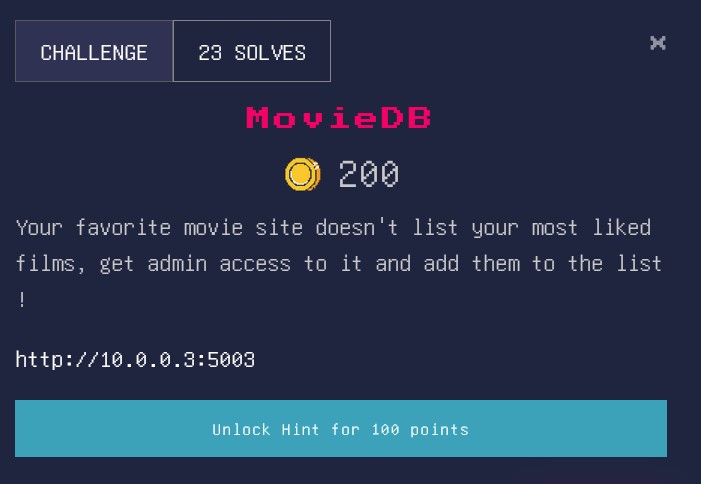 CHALLENGE
23 SOLVES
×
MovieDB
200
Your favorite movie site doesn't list your most liked
films, get admin access to it and add them to the list
!
http://10.0.0.3:5003
Unlock Hint for 100 points